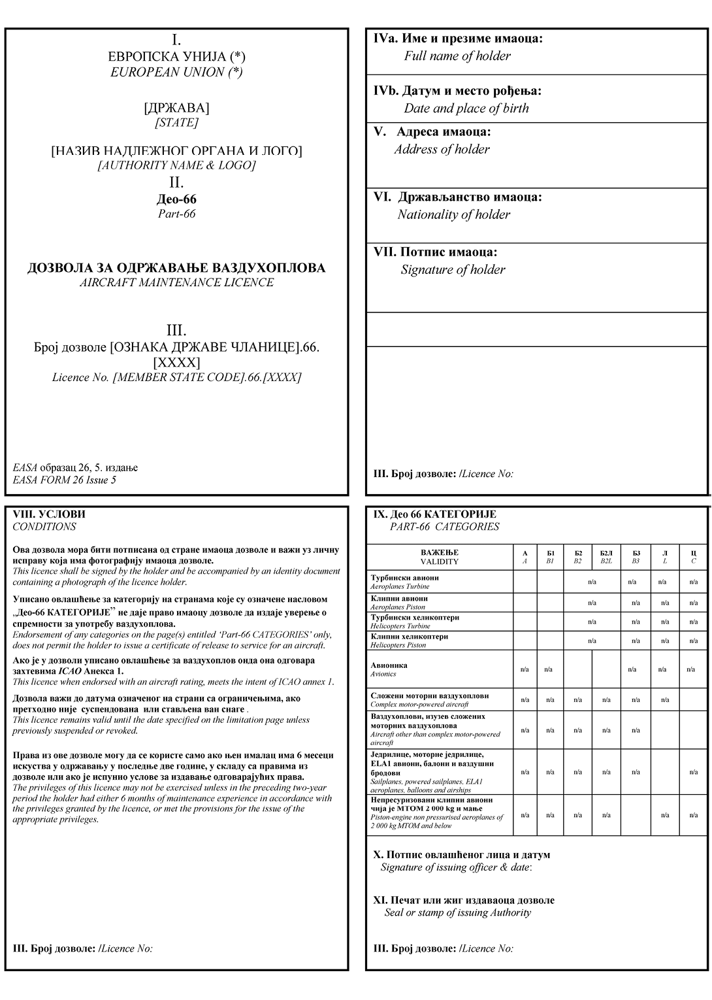 I.
ЕВРОПСКА УНИЈА (*)
EUROPEAN UNION (*)
[ДРЖАВА]
[STATE]
[НАЗИВ НАДЛЕЖНОГ ОРГАНА И ЛОГО]
[AUTHORITY NAME & LOGO]
II.
Део-66
Part-66
ДОЗВОЛА ЗА ОДРЖАВАЊЕ ВАЗДУХОПЛОВА
AIRCRAFT MAINTENANCE LICENCE
III.
Број дозволе [ОЗНАКА ДРЖАВЕ ЧЛАНИЦЕ].66.
[XXXX]
Licence No. [MEMBER STATE CODE].66.[XXXX]
EASA образац 26, 5. издање
EASA FORM 26 Issue 5
IVa. Име и презиме имаоца:
Full name of holder
IVb. Датум и место рођења:
Date and place of birth
V. Адреса имаоца:
Address of holder
VI. Држављанство имаоца:
Nationality of holder
VII. Потпис имаоца:
Signature of holder
III. Број дозволе: /Licence No:
VIII. УСЛОВИ
CONDITIONS
Ова дозвола мора бити потписана од стране имаоца дозволе и важи уз личну
исправу која има фотографију имаоца дозволе.
This licence shall be signed by the holder and be accompanied by an identity document
containing a photograph of the licence holder.
Уписано овлашћење за категорију на странама које су означене насловом
„Део-66 КАТЕГОРИЈЕ” не даје право имаоцу дозволе да издаје уверење о
спремности за употребу ваздухоплова.
Endorsement of any categories on the page(s) entitled ‘Part-66 CATEGORIES’ only,
does not permit the holder to issue a certificate of release to service for an aircraft.
Ако је у дозволи уписано овлашћење за ваздухоплов онда она одговара
захтевима ICAO Анекса 1.
This licence when endorsed with an aircraft rating, meets the intent of ICAO annex 1.
Дозвола важи до датума означеног на страни са ограничењима, ако
претходно није суспендована или стављена ван снаге .
This licence remains valid until the date specified on the limitation page unless
previously suspended or revoked.
Права из ове дозволе могу да се користе само ако њен ималац има 6 месеци
искуства у одржавању у последње две године, у складу са правима из
дозволе или ако је испунио услове за издавање одговарајућих права.
The privileges of this licence may not be exercised unless in the preceding two-year
period the holder had either 6 months of maintenance experience in accordance with
the privileges granted by the licence, or met the provisions for the issue of the
appropriate privileges.
III. Број дозволе: /Licence No:
IX. Део 66 КАТЕГОРИЈЕ
PART-66 CATEGORIES
ВАЖЕЊЕ А Б1 Б2 Б2Л Б3 Л Ц
VALIDITY A B1 B2 B2L B3 L C
Турбински авиони
Aeroplanes Turbine
n/a n/a n/a n/a
Клипни авиони
Aeroplanes Piston
n/a n/a n/a n/a
Турбински хеликоптери
Helicopters Turbine
n/a n/a n/a n/a
Клипни хеликоптери
Helicopters Piston
n/a n/a n/a n/a
Авионика
Avionics
n/a n/a n/a n/a n/a
Сложени моторни ваздухоплови
Complex motor-powered aircraft
n/a n/a n/a n/a n/a n/a
Ваздухоплови, изузев сложених
моторних ваздухоплова
Aircraft other than complex motor-powered
aircraft
n/a n/a n/a n/a n/a
Једрилице, моторне једрилице,
ELA1 авиони, балони и ваздушни
бродови
Sailplanes, powered sailplanes, ELA1
aeroplanes, balloons and airships
n/a n/a n/a n/a n/a n/a
Непресуризовани клипни авиони
чија је MTOM 2 000 kg и мање
Piston-engine non pressurised aeroplanes of
2 000 kg MTOM and below
n/a n/a n/a n/a n/a n/a
X. Потпис овлашћеног лица и датум
Signature of issuing officer & date:
XI. Печат или жиг издаваоца дозволе
Seal or stamp of issuing Authority
III. Број дозволе: /Licence No: